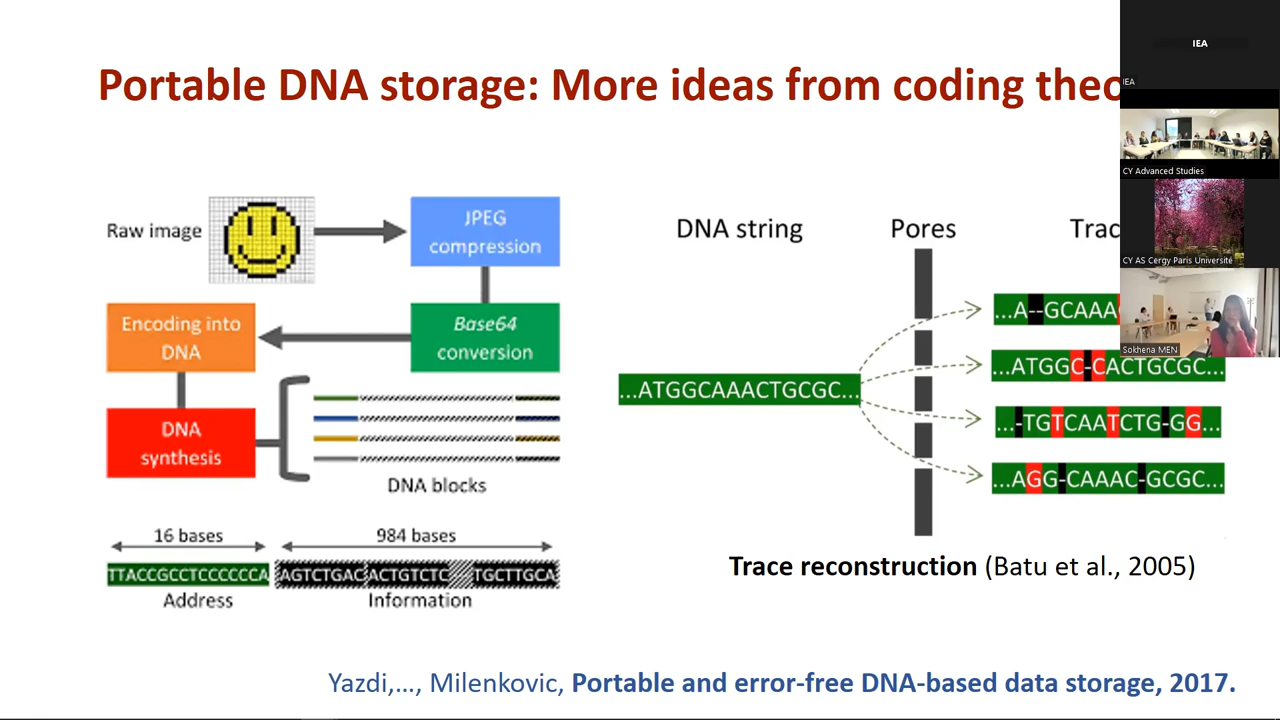 Portable DNA storage: More ideas from coding theo
IEA
IEA
CY Advanced Studies
CY AS Cergy Paris Université
Sokhena MEN
Raw image
JPEG
compression
Encoding into
DNA
Base64
conversion
DNA
synthesis
DNA blocks
16 bases
984 bases
TTACCGCCTCCCCCCA
AGTCTGAC
ACTGTCTC
TGCTTGCA
Address
Information
DNA string
Pores
Trac
...ATGGCAAACTGCGC...
...A--GCAAA
...ATGGC-CACTGCGC...
...-TGTCAATCTG-GG...
...AGG-CAAAC-GCGC...
Trace reconstruction (Batu et al., 2005)
Yazdi,…, Milenkovic, Portable and error-free DNA-based data storage, 2017.